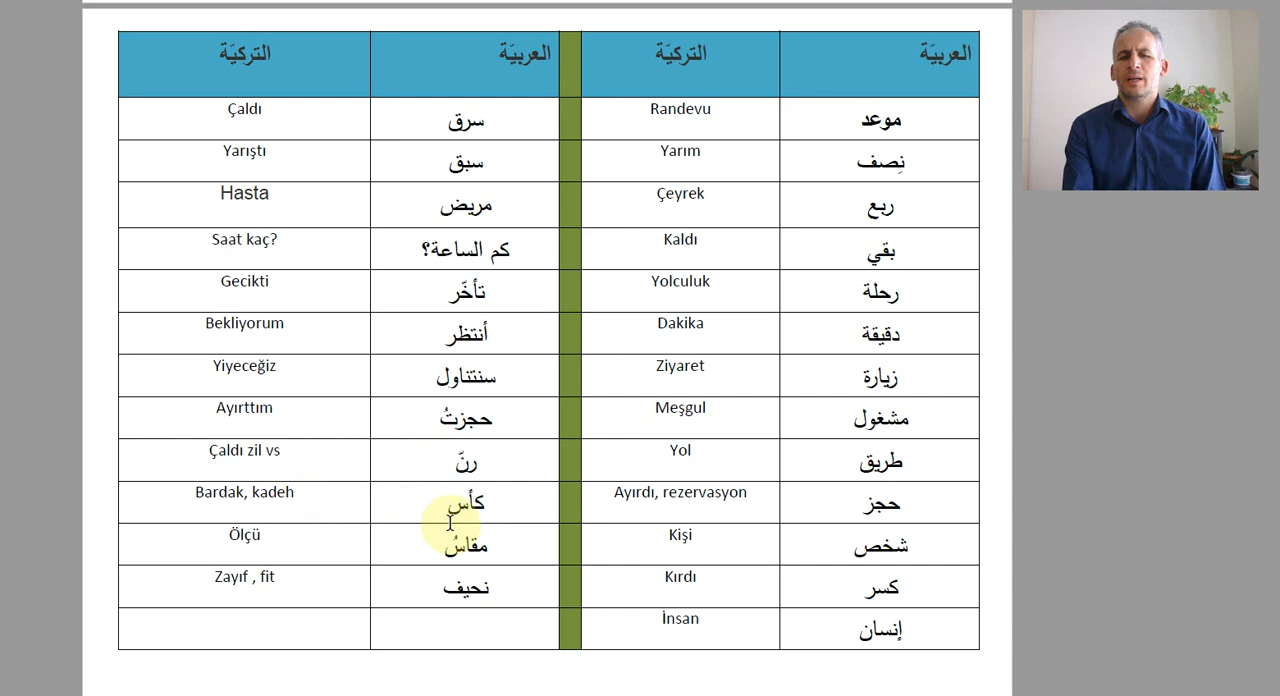 العربيَة التركيَة العربيَة التركيَة
موعد Randevu سرق Çaldı
نِصف Yarım سبق Yarıştı
ربع Çeyrek مريض Hasta
بقي Kaldı كم الساعة؟ Saat kaç?
رحلة Yolculuk تأخّر Gecikti
دقيقة Dakika أنتظر Bekliyorum
زيارة Ziyaret سنتناول Yiyeceğiz
مشغول Meşgul حجزتُ Ayırttım
طريق Yol رنّ Çaldı zil vs
حجز Ayırdı, rezervasyon كأس Bardak, kadeh
شخص Kişi مقاسُ Ölçü
كسر Kırdı نحيف Zayıf , fit
إنسان İnsan